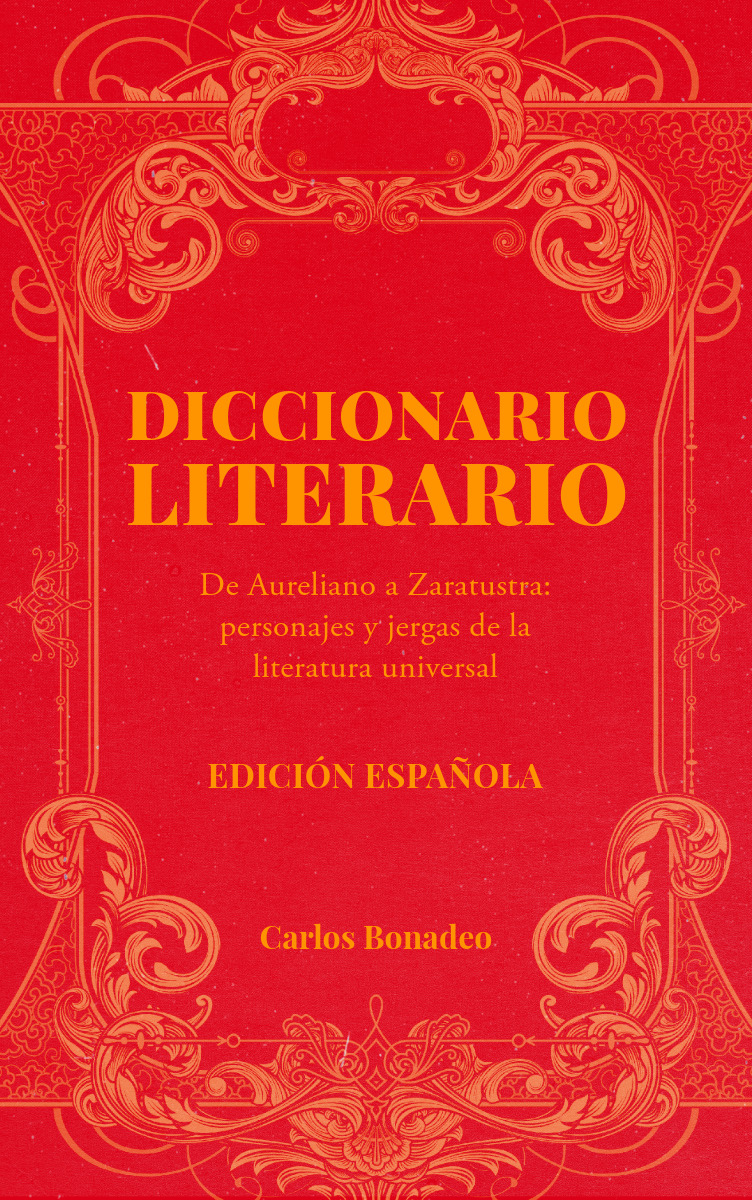 DICCIONARIO
LITERARIO
De Aureliano a Zaratustra:
personajes y jergas de la
literatura universal
EDICIÓN ESPAÑOLA
Carlos Bonadeo